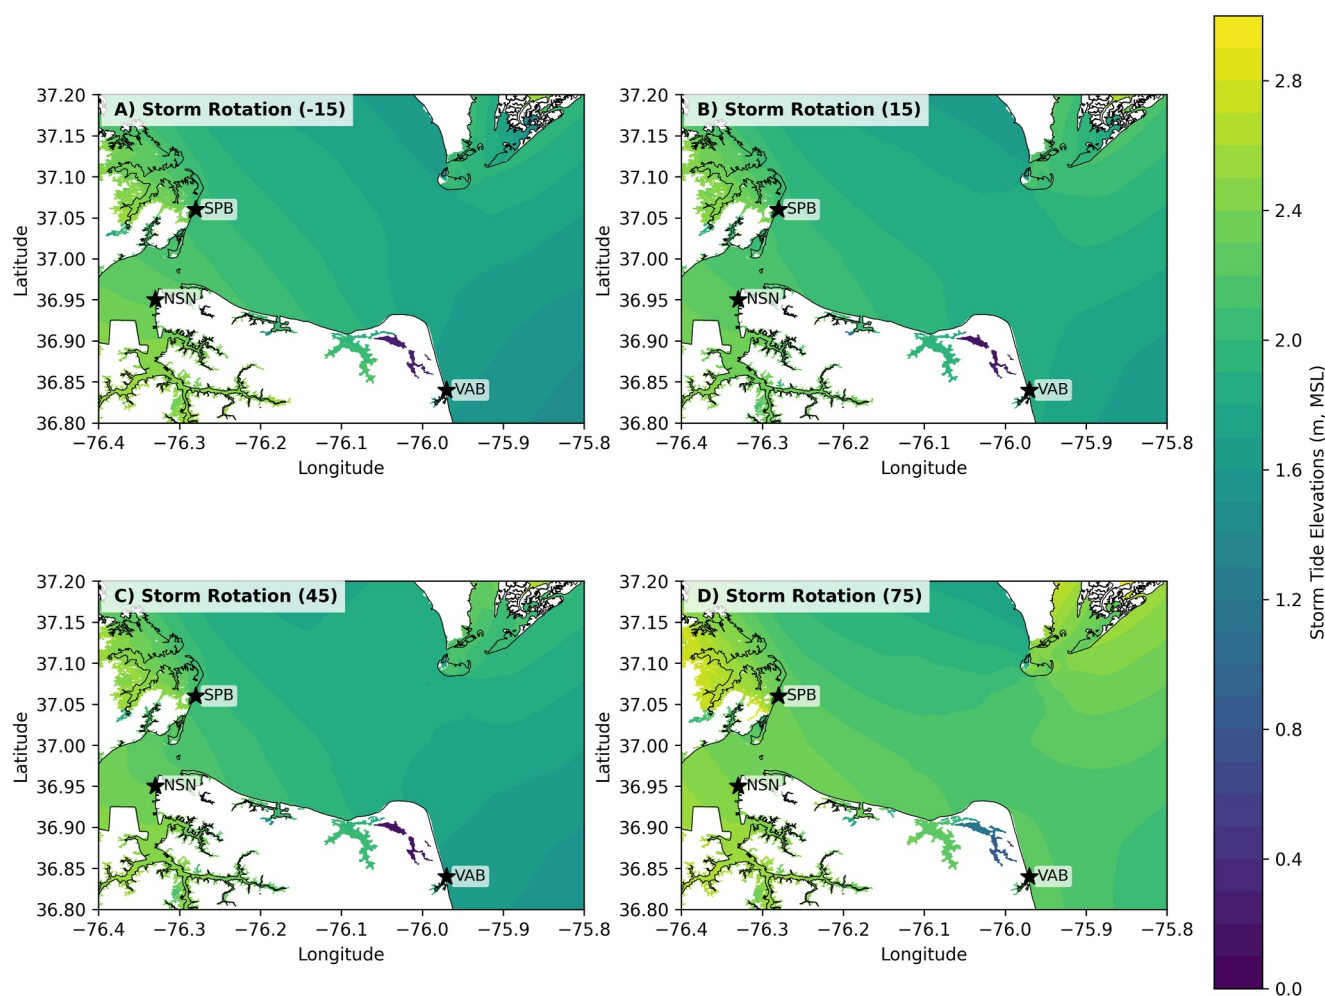 A) Storm Rotation (-15)
37.20
37.15
37.10
37.05
37.00
36.95
36.90
36.85
36.80
Latitude
SPB
NSN
VAB
−76.4 −76.3 −76.2 −76.1 −76.0 −75.9 −75.8
Longitude
B) Storm Rotation (15)
37.20
37.15
37.10
37.05
37.00
36.95
36.90
36.85
36.80
Latitude
SPB
NSN
VAB
−76.4 −76.3 −76.2 −76.1 −76.0 −75.9 −75.8
Longitude
C) Storm Rotation (45)
37.20
37.15
37.10
37.05
37.00
36.95
36.90
36.85
36.80
Latitude
SPB
NSN
VAB
−76.4 −76.3 −76.2 −76.1 −76.0 −75.9 −75.8
Longitude
D) Storm Rotation (75)
37.20
37.15
37.10
37.05
37.00
36.95
36.90
36.85
36.80
Latitude
SPB
NSN
VAB
−76.4 −76.3 −76.2 −76.1 −76.0 −75.9 −75.8
Longitude
2.8
2.4
2.0
1.6
1.2
0.8
0.4
0.0
Storm Tide Elevations (m, MSL)